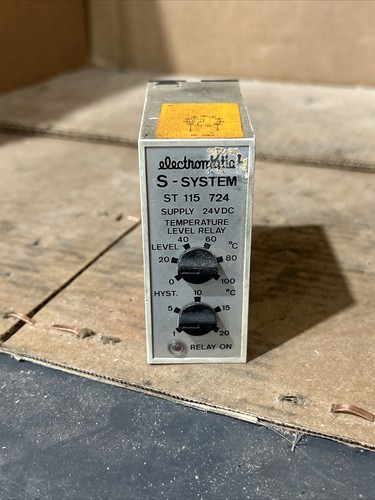 electromatic
S - SYSTEM
ST 115 724
SUPPLY 24VDC
TEMPERATURE
LEVEL RELAY
40 60
LEVEL °C
20 80
0 100
HYST. 10 °C
5 15
1 20
RELAY ON